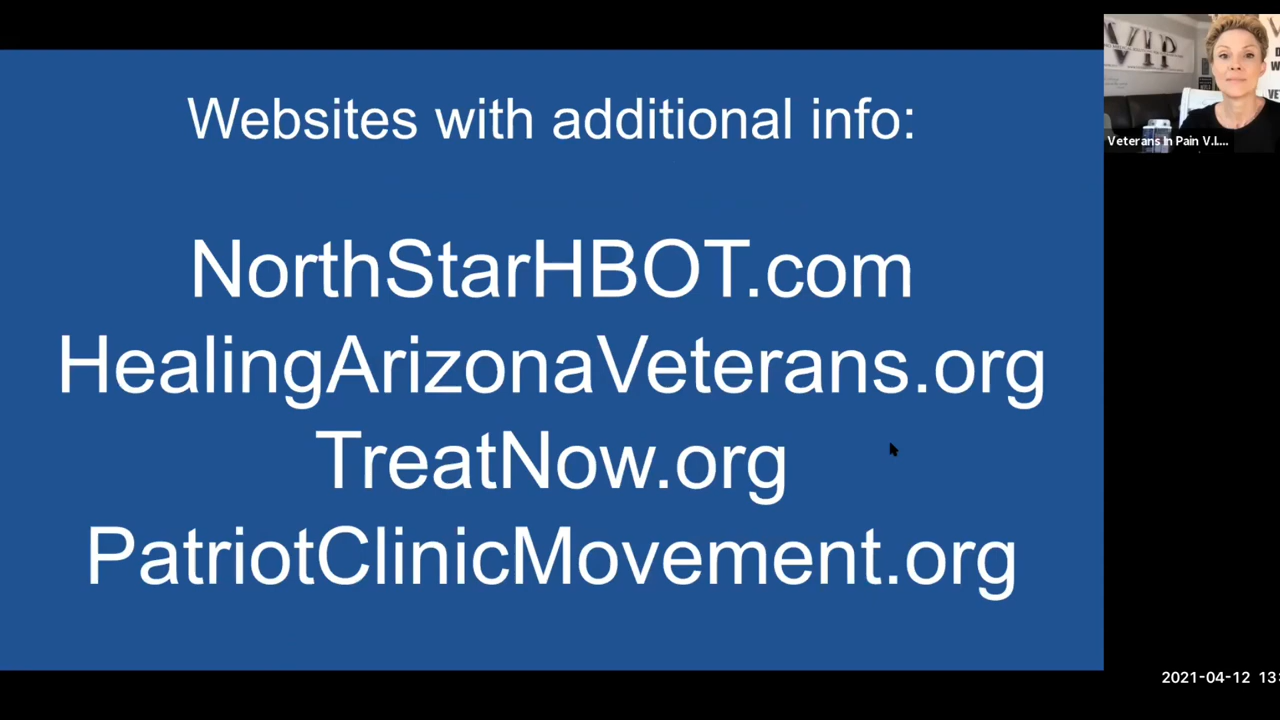 Websites with additional info:
NorthStarHBOT.com
HealingArizonaVeterans.org
TreatNow.org
PatriotClinicMovement.org
VIP
Veterans In Pain V.I....
2021-04-12 13: